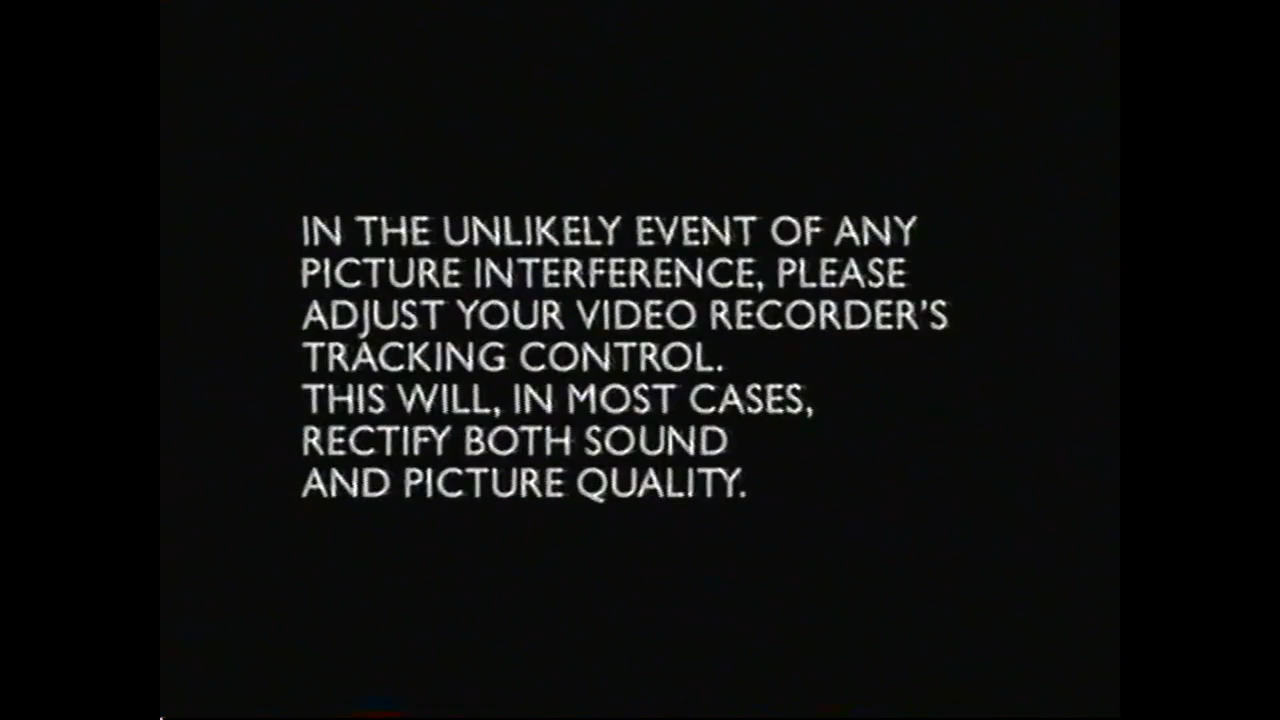 IN THE UNLIKELY EVENT OF ANY
PICTURE INTERFERENCE, PLEASE
ADJUST YOUR VIDEO RECORDER'S
TRACKING CONTROL.
THIS WILL, IN MOST CASES,
RECTIFY BOTH SOUND
AND PICTURE QUALITY.